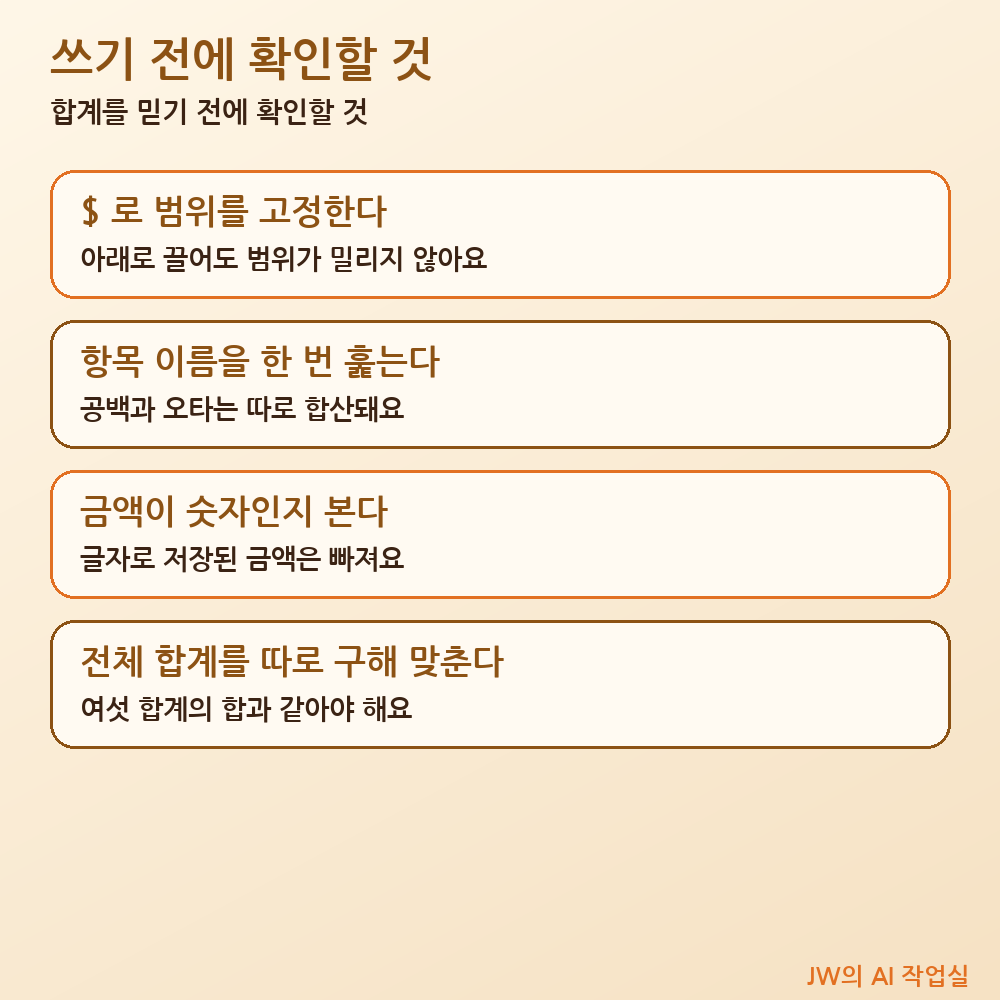 쓰기 전에 확인할 것
합계를 믿기 전에 확인할 것
$ 로 범위를 고정한다
아래로 끌어도 범위가 밀리지 않아요
항목 이름을 한 번 훑는다
공백과 오타는 따로 합산돼요
금액이 숫자인지 본다
글자로 저장된 금액은 빠져요
전체 합계를 따로 구해 맞춘다
여섯 합계의 합과 같아야 해요
JW의 AI 작업실